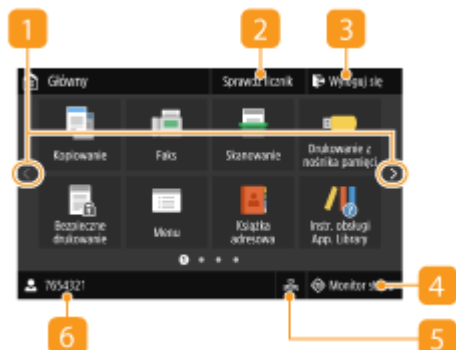 1
2
3
Główny
Sprawdź licznik
Wyloguj się
Kopiowanie
Faks
Skanowanie
Drukowanie z
nośnika pamięci
Bezpieczne
drukowanie
Menu
Książka
adresowa
Instr. obsługi
App. Library
1
7654321
Monitor
4
5
6